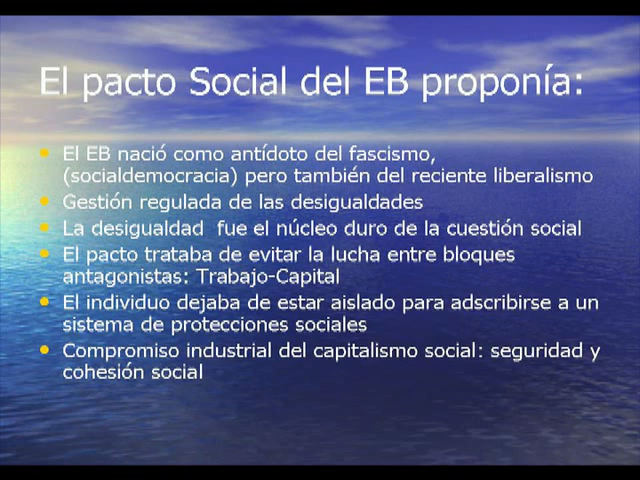 El pacto Social del EB proponía:
El EB nació como antídoto del fascismo,
(socialdemocracia) pero también del reciente liberalismo
Gestión regulada de las desigualdades
La desigualdad fue el núcleo duro de la cuestión social
El pacto trataba de evitar la lucha entre bloques
antagonistas: Trabajo-Capital
El individuo dejaba de estar aislado para adscribirse a un
sistema de protecciones sociales
Compromiso industrial del capitalismo social: seguridad y
cohesión social